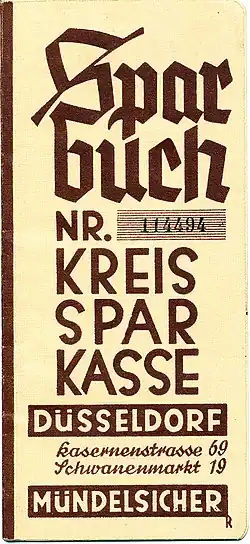 Spar
buch
NR. 114494
KREIS
SPAR
KASSE
DÜSSELDORF
Kasernenstrasse 69
Schwanenmarkt 19
MÜNDELSICHER
R